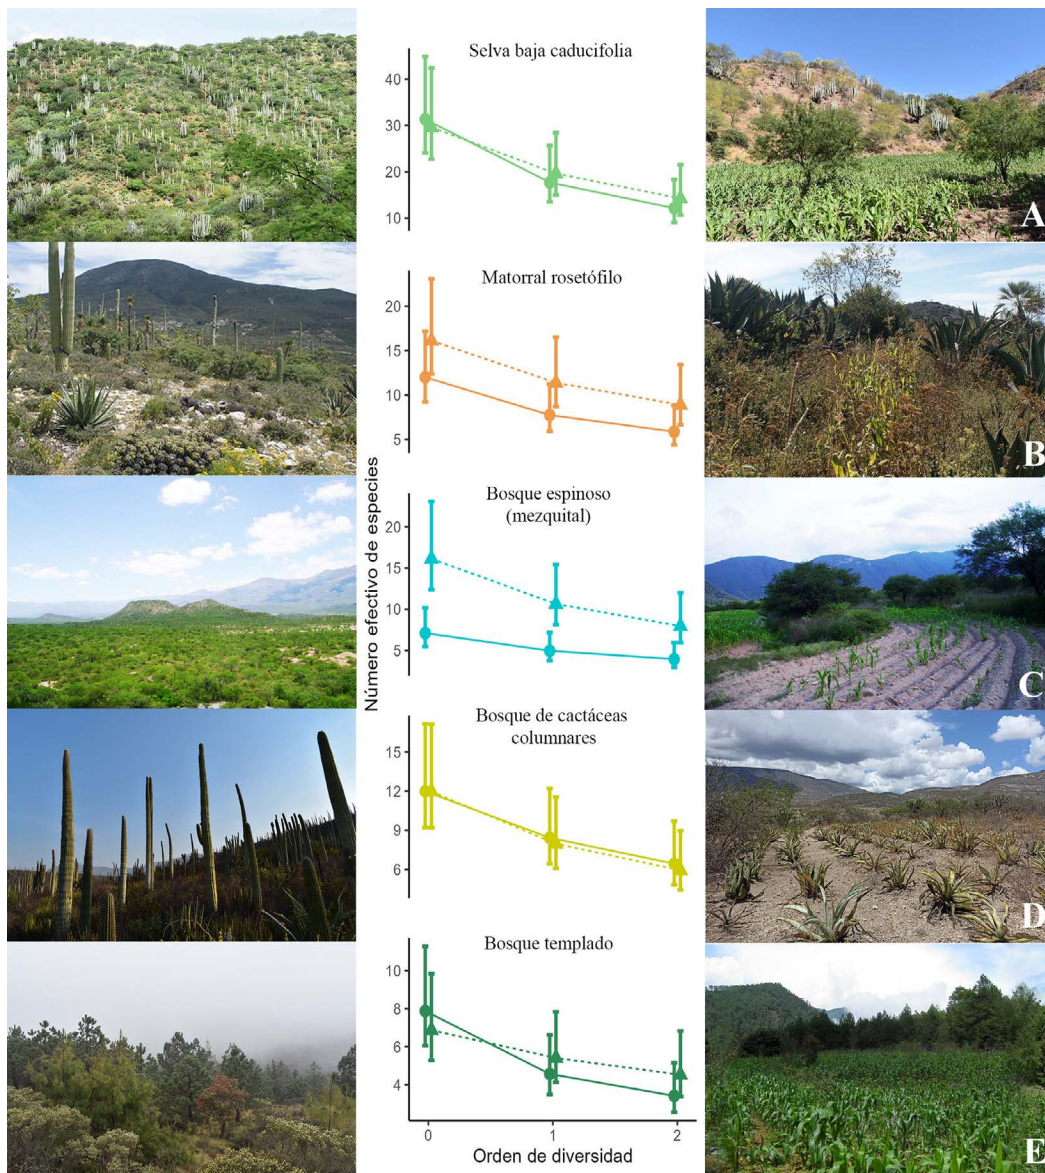 Selva baja caducifolia
40
30
20
10
A
Matorral rosetófilo
20
15
10
5
B
Número efectivo de especies
Bosque espinoso
(mezquital)
20
15
10
5
C
Bosque de cactáceas
columnares
15
12
9
6
D
Bosque templado
10
8
6
4
E
0 1 2
Orden de diversidad